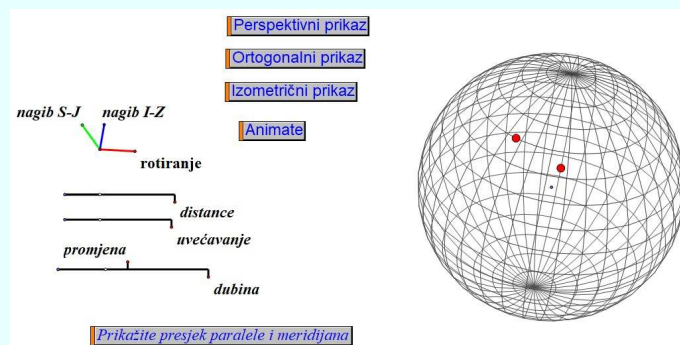 Perspektivni prikaz
Ortogonalni prikaz
Izometrični prikaz
Animate
nagib S-J nagib I-Z
rotiranje
distance
uvećavanje
promjena
dubina
Prikažite presjek paralele i meridijana